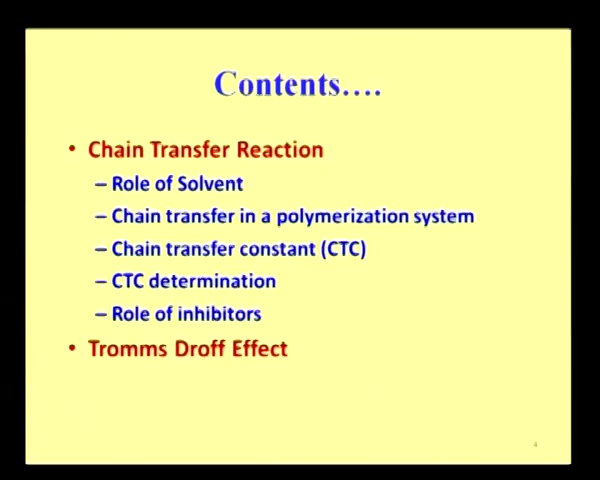 Contents....
• Chain Transfer Reaction
– Role of Solvent
– Chain transfer in a polymerization system
– Chain transfer constant (CTC)
– CTC determination
– Role of inhibitors
• Tromms Droff Effect
4